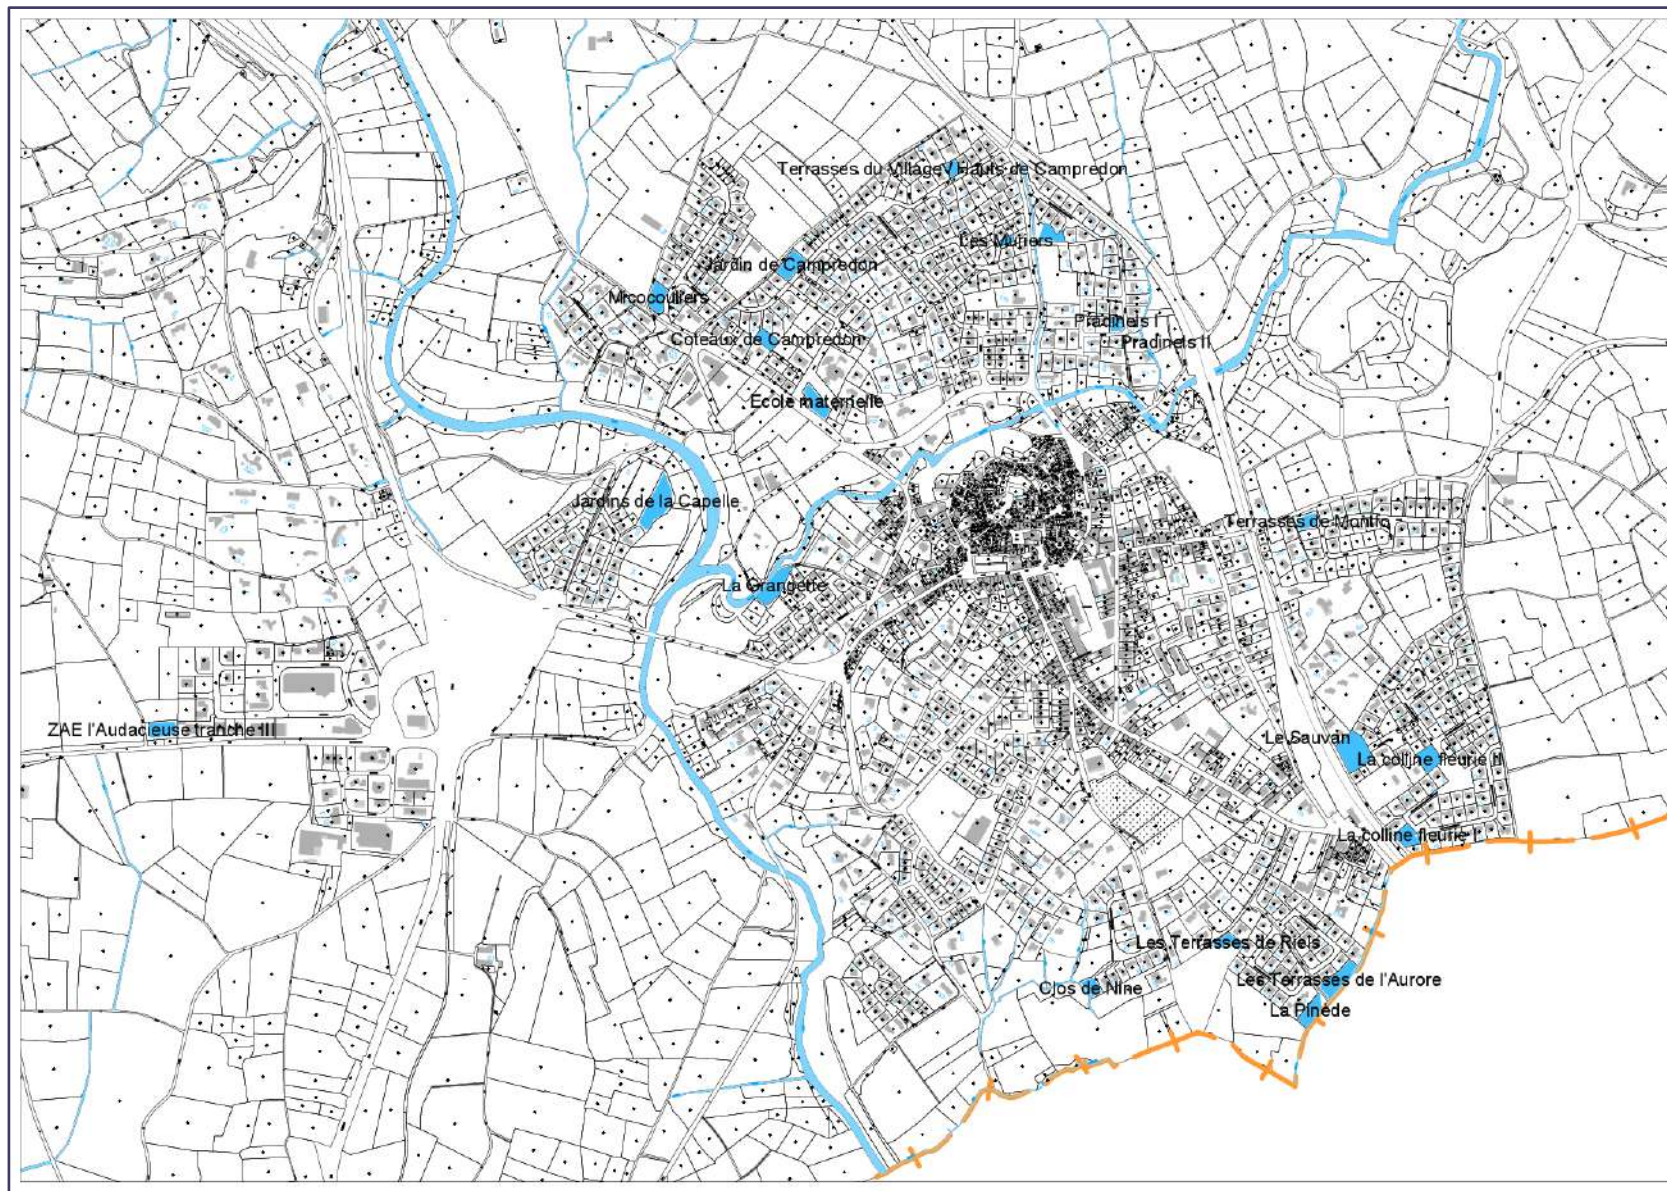 Terrasses du Village
V Hauts de Campredon
Les Muriers
Jardin de Campredon
Micocouliers
Pradinels I
Coteaux de Campredon
Pradinels II
Ecole maternelle
Jardins de la Capelle
Terrasses de Montlo
La Grangette
ZAE l'Audacieuse tranche III
Le Sauvan
La colline fleurie II
La colline fleurie I
Les Terrasses de Riels
Les Terrasses de l'Aurore
Clos de Nine
La Pinède